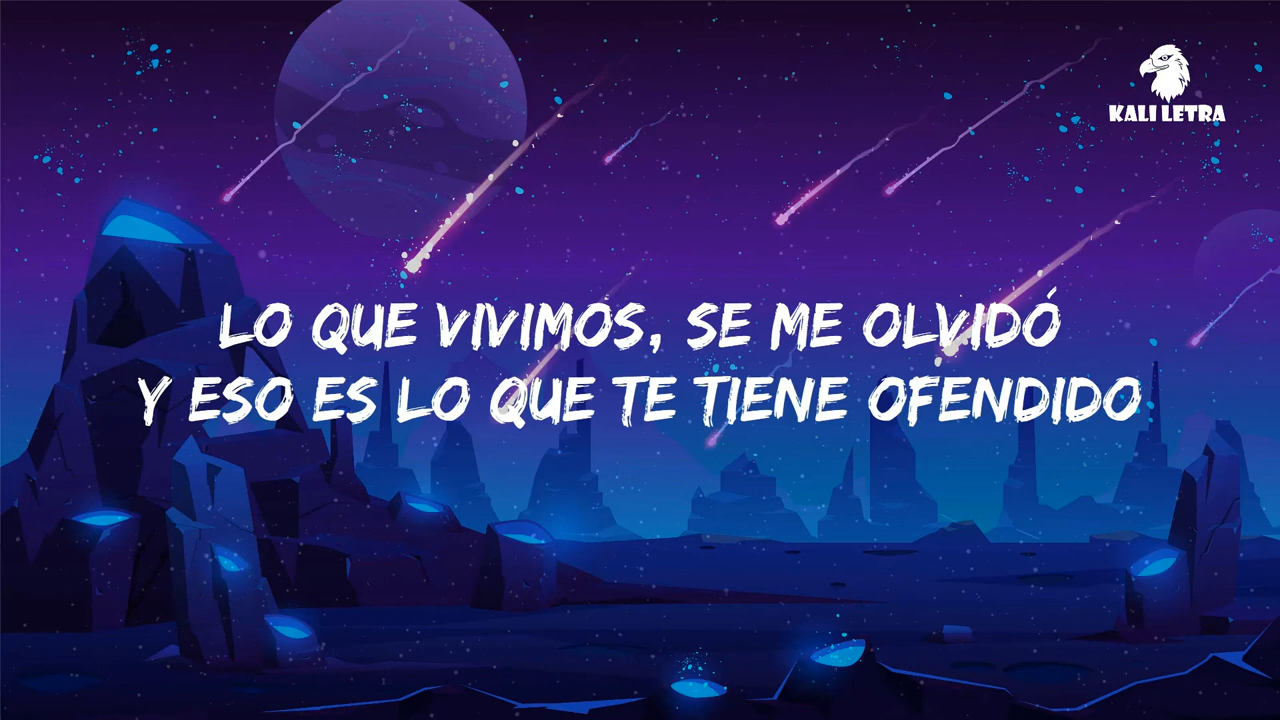 KALI LETRA
LO QUE VIVIMOS, SE ME OLVIDÓ
Y ESO ES LO QUE TE TIENE OFENDIDO